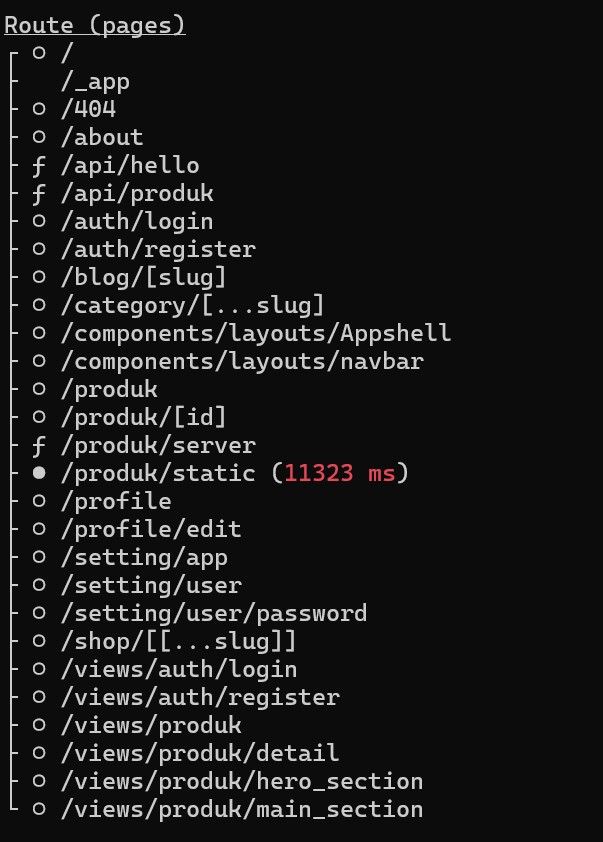 Route (pages)
┌ ○ /
├   /_app
├ ○ /404
├ ○ /about
├ ƒ /api/hello
├ ƒ /api/produk
├ ○ /auth/login
├ ○ /auth/register
├ ○ /blog/[slug]
├ ○ /category/[...slug]
├ ○ /components/layouts/Appshell
├ ○ /components/layouts/navbar
├ ○ /produk
├ ○ /produk/[id]
├ ƒ /produk/server
├ ● /produk/static (11323 ms)
├ ○ /profile
├ ○ /profile/edit
├ ○ /setting/app
├ ○ /setting/user
├ ○ /setting/user/password
├ ○ /shop/[[...slug]]
├ ○ /views/auth/login
├ ○ /views/auth/register
├ ○ /views/produk
├ ○ /views/produk/detail
├ ○ /views/produk/hero_section
└ ○ /views/produk/main_section